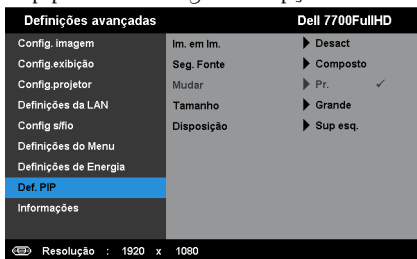 Definições avançadas Dell 7700FullHD
Config. imagem Im. em Im. Desact
Config.exibição Seg. Fonte Composto
Config.projetor Mudar Pr.
Definições da LAN Tamanho Grande
Config s/fio Disposição Sup esq.
Definições do Menu
Definições de Energia
Def. PIP
Informações
Resolução : 1920 x 1080